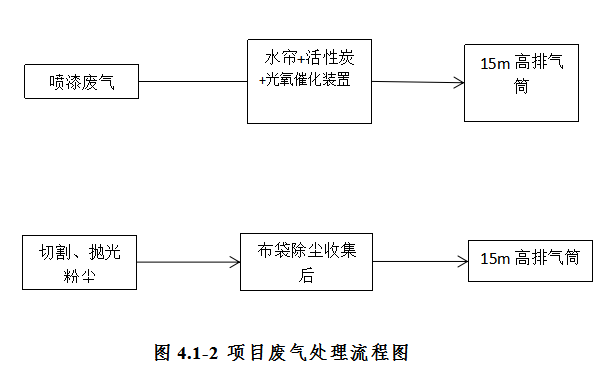 喷漆废气
水帘+活性炭
+光氧催化装置
15m 高排气
筒
切割、抛光
粉尘
布袋除尘收集
后
15m 高排气筒
图 4.1-2 项目废气处理流程图